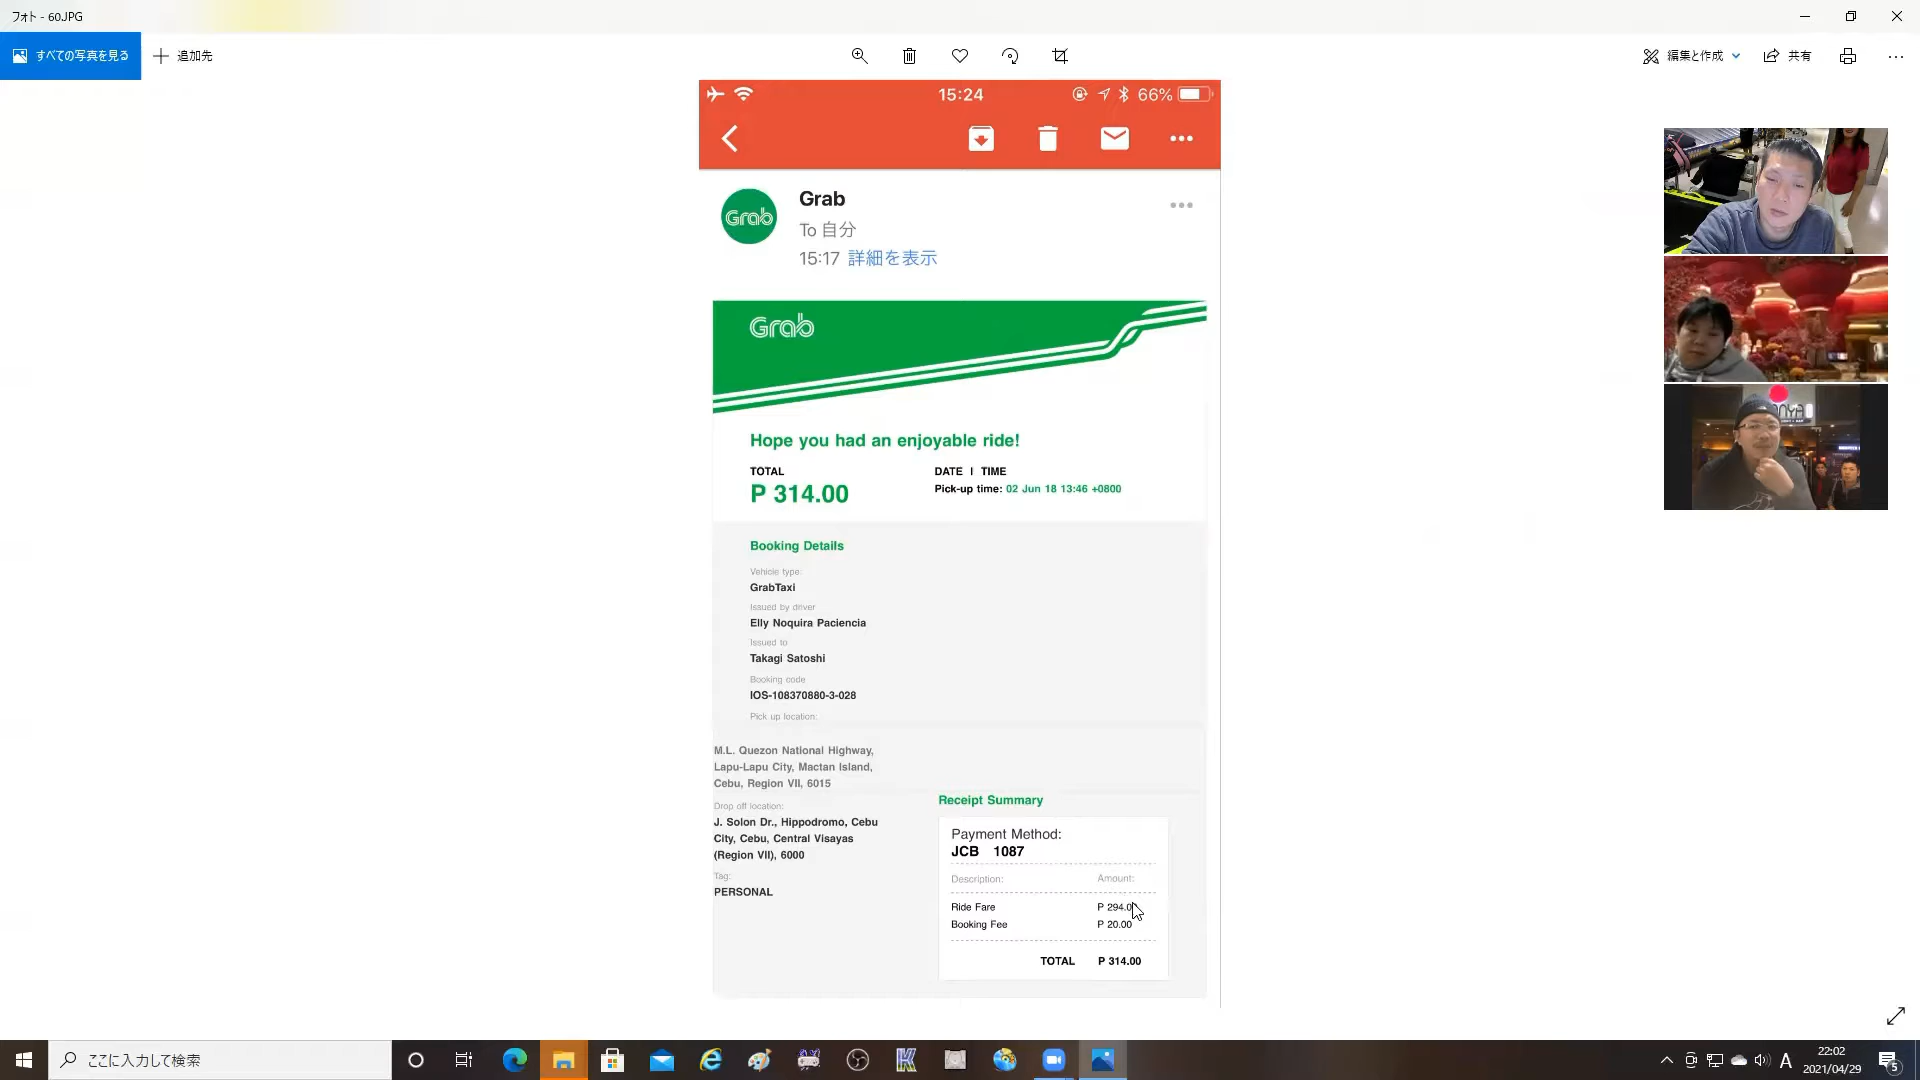 フォト - 60.JPG
すべての写真を見る
追加先
編集と作成
共有
15:24
66%
Grab
Grab
To 自分
15:17 詳細を表示
Grab
Hope you had an enjoyable ride!
TOTAL
P 314.00
DATE | TIME
Pick-up time: 02 Jun 18 13:46 +0800
Booking Details
Vehicle type:
GrabTaxi
Issued by driver
Elly Noquira Paciencia
Issued to
Takagi Satoshi
Booking code
IOS-108370880-3-028
Pick up location:
M.L. Quezon National Highway,
Lapu-Lapu City, Mactan Island,
Cebu, Region VII, 6015
Drop off location:
J. Solon Dr., Hippodromo, Cebu
City, Cebu, Central Visayas
(Region VII), 6000
Tag:
PERSONAL
Receipt Summary
Payment Method:
JCB 1087
Description: Amount:
Ride Fare P 294.00
Booking Fee P 20.00
TOTAL P 314.00
ここに入力して検索
A
22:02
2021/04/29
5